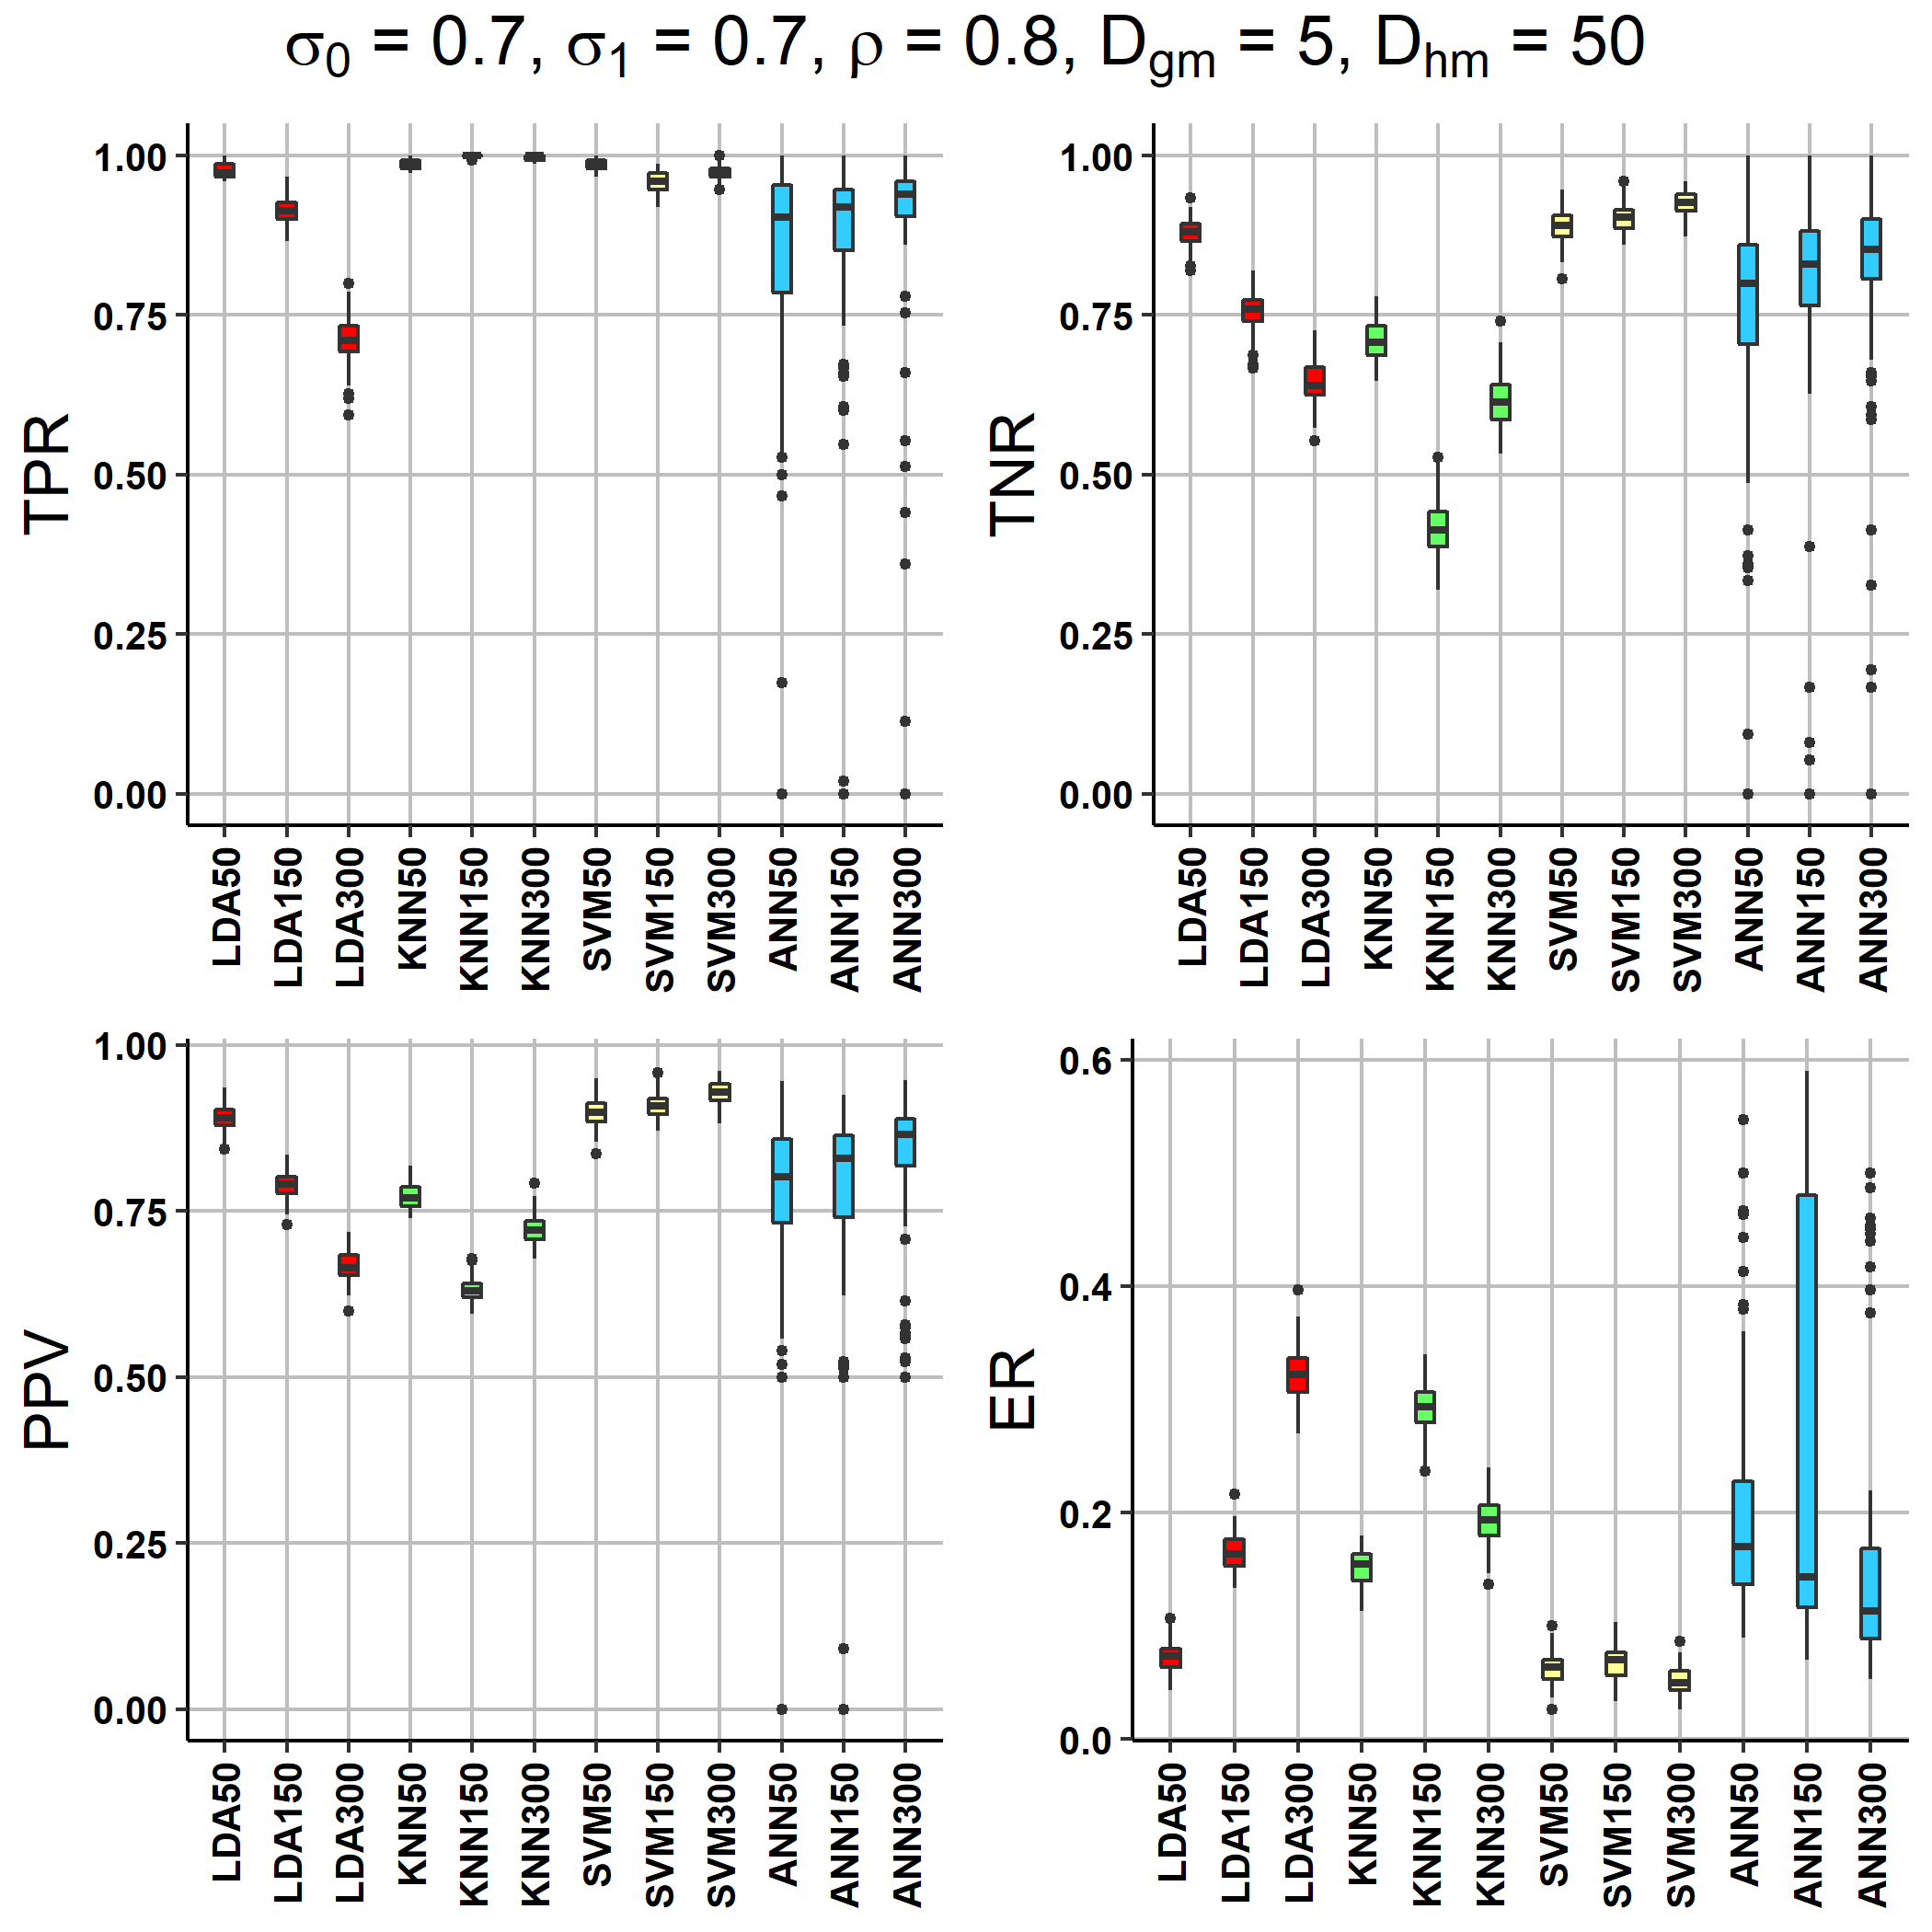 σ₀ = 0.7, σ₁ = 0.7, ρ = 0.8, D_gm = 5, D_hm = 50
TPR
1.00
0.75
0.50
0.25
0.00
LDA50 LDA150 LDA300 KNN50 KNN150 KNN300 SVM50 SVM150 SVM300 ANN50 ANN150 ANN300
TNR
1.00
0.75
0.50
0.25
0.00
LDA50 LDA150 LDA300 KNN50 KNN150 KNN300 SVM50 SVM150 SVM300 ANN50 ANN150 ANN300
PPV
1.00
0.75
0.50
0.25
0.00
LDA50 LDA150 LDA300 KNN50 KNN150 KNN300 SVM50 SVM150 SVM300 ANN50 ANN150 ANN300
ER
0.6
0.4
0.2
0.0
LDA50 LDA150 LDA300 KNN50 KNN150 KNN300 SVM50 SVM150 SVM300 ANN50 ANN150 ANN300